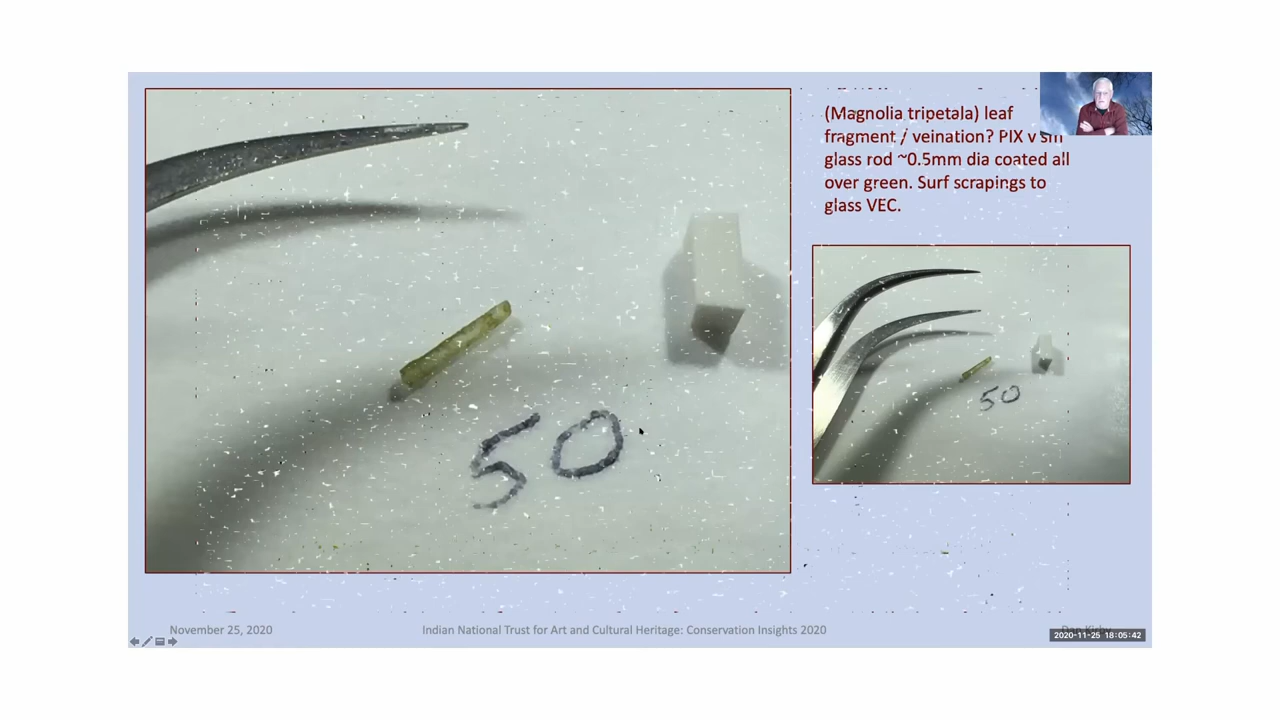 (Magnolia tripetala) leaf
fragment / veination? PIX v sm
glass rod ~0.5mm dia coated all
over green. Surf scrapings to
glass VEC.
50
50
November 25, 2020
Indian National Trust for Art and Cultural Heritage: Conservation Insights 2020
2020-11-25 18:05:42